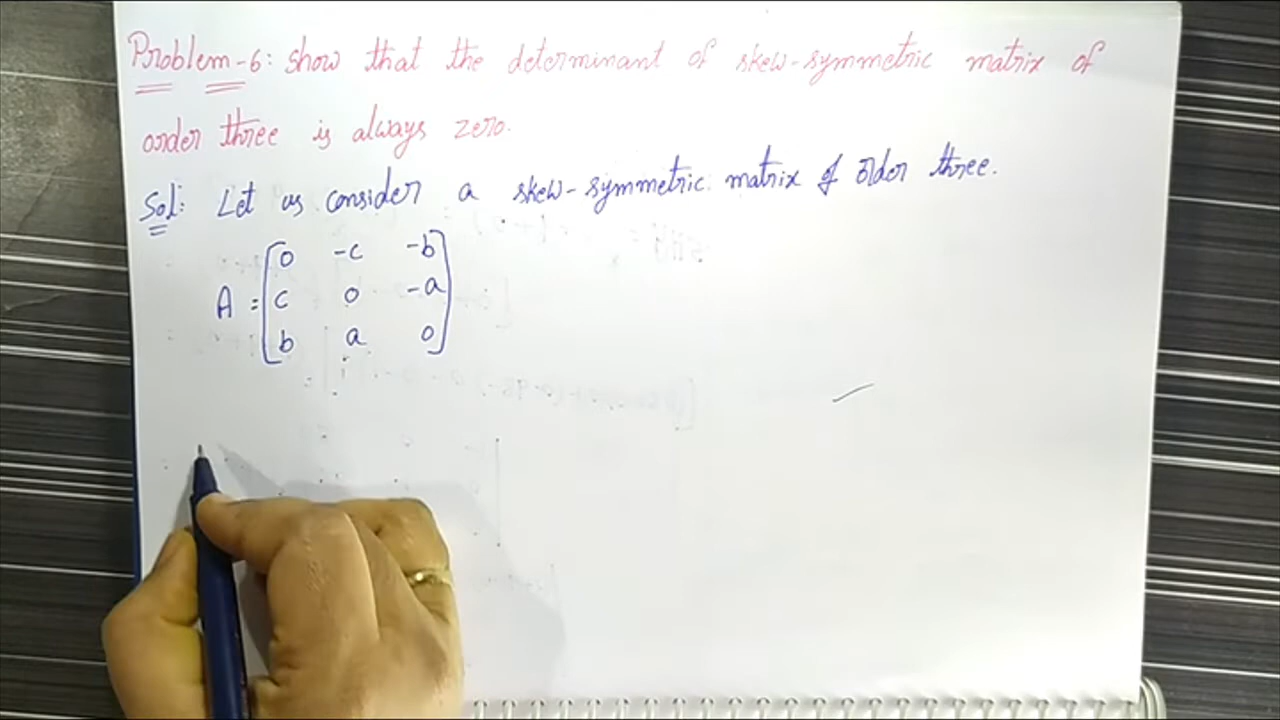 Problem-6: Show that the determinant of skew-symmetric matrix of
order three is always zero.
Sol: Let us consider a skew-symmetric matrix of order three.
A = [0 -c -b
c 0 -a
b a 0]